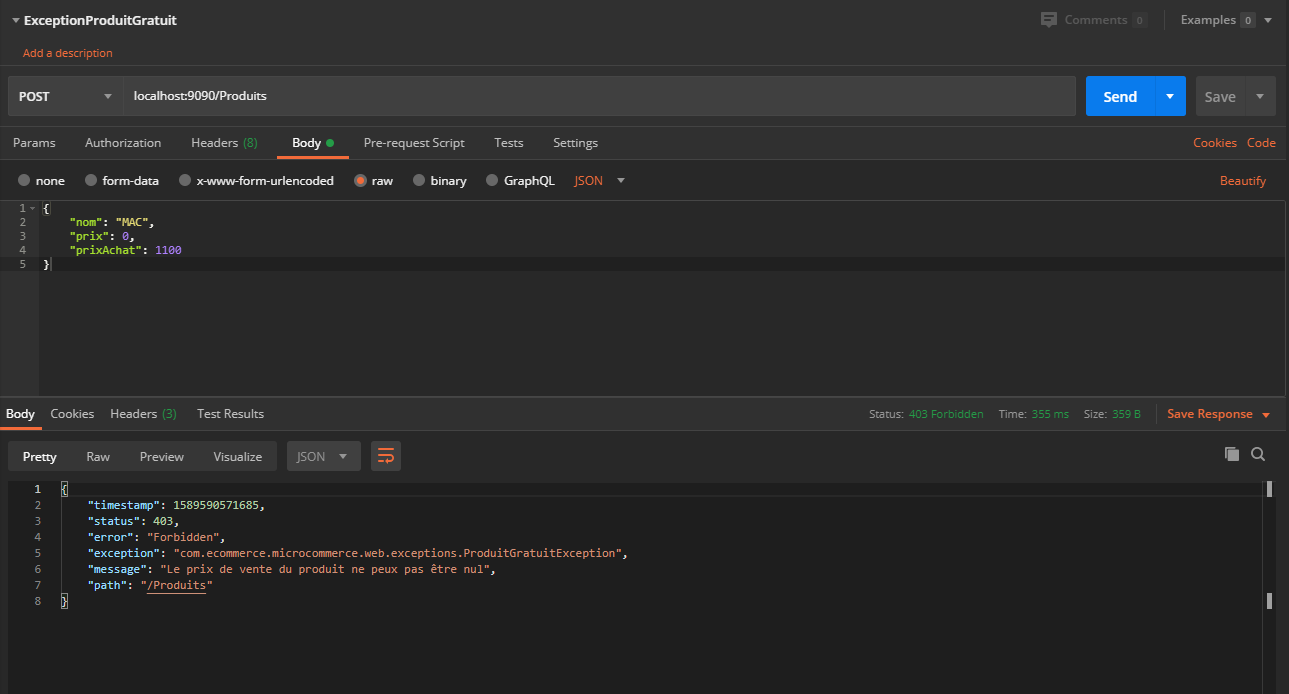 ExceptionProduitGratuit
Comments 0
Examples 0
Add a description
POST localhost:9090/Produits
Send
Save
Params Authorization Headers (8) Body Pre-request Script Tests Settings
Cookies Code
none form-data x-www-form-urlencoded raw binary GraphQL JSON
Beautify
1 {
2 "nom": "MAC",
3 "prix": 0,
4 "prixAchat": 1100
5 }
Body Cookies Headers (3) Test Results
Status: 403 Forbidden Time: 355 ms Size: 359 B Save Response
Pretty Raw Preview Visualize JSON
1 {
2 "timestamp": 1589590571685,
3 "status": 403,
4 "error": "Forbidden",
5 "exception": "com.ecommerce.microcommerce.web.exceptions.ProduitGratuitException",
6 "message": "Le prix de vente du produit ne peux pas être nul",
7 "path": "/Produits"
8 }